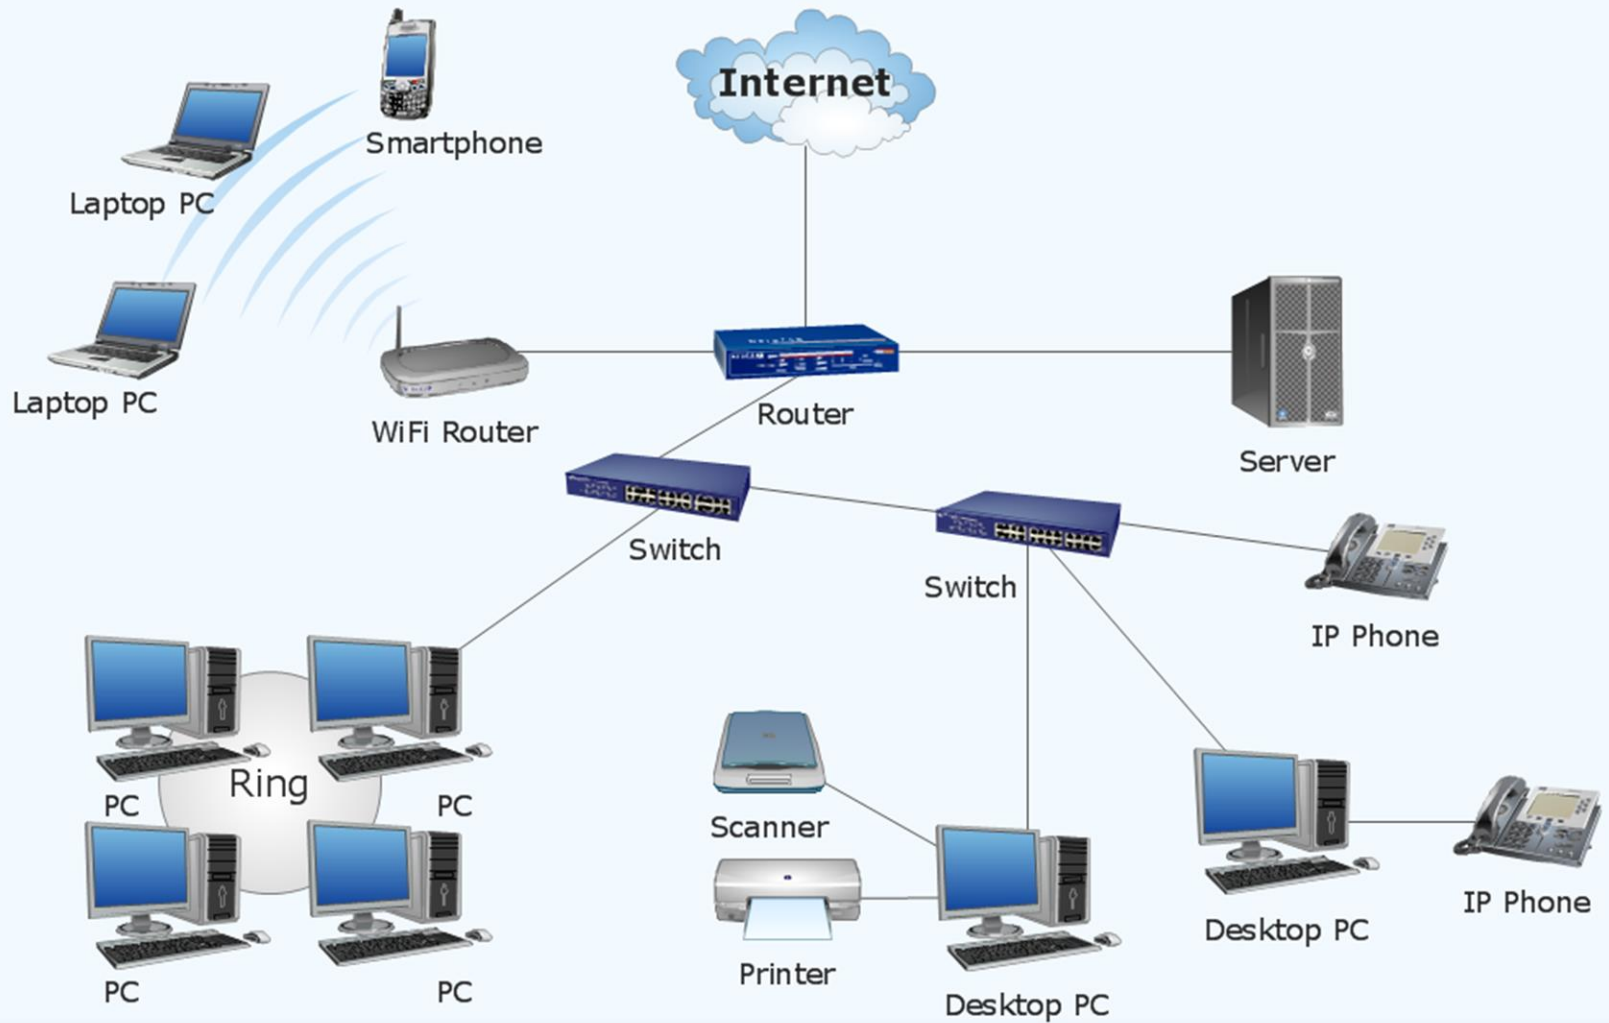 Internet
Smartphone
Laptop PC
Laptop PC
WiFi Router
Router
Server
Switch
Switch
IP Phone
Ring
PC
PC
PC
PC
Scanner
Printer
Desktop PC
Desktop PC
IP Phone